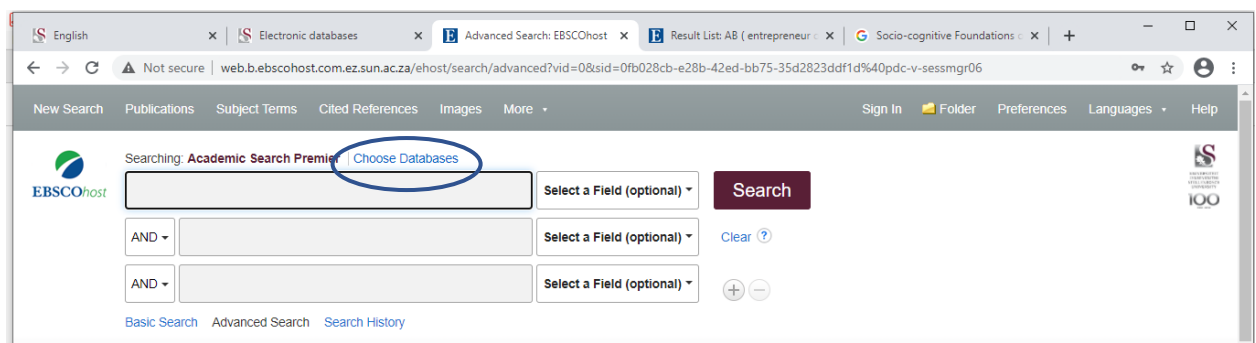 English
Electronic databases
Advanced Search: EBSCOhost
Result List: AB ( entrepreneur
Socio-cognitive Foundations
Not secure | web.b.ebscohost.com.ez.sun.ac.za/ehost/search/advanced?vid=0&sid=0fb028cb-e28b-42ed-bb75-35d2823ddf1d%40pdc-v-sessmgr06
New Search Publications Subject Terms Cited References Images More Sign In Folder Preferences Languages Help
Searching: Academic Search Premier | Choose Databases
EBSCOhost
Select a Field (optional) Search
AND Select a Field (optional) Clear ?
AND Select a Field (optional)
Basic Search Advanced Search Search History
100